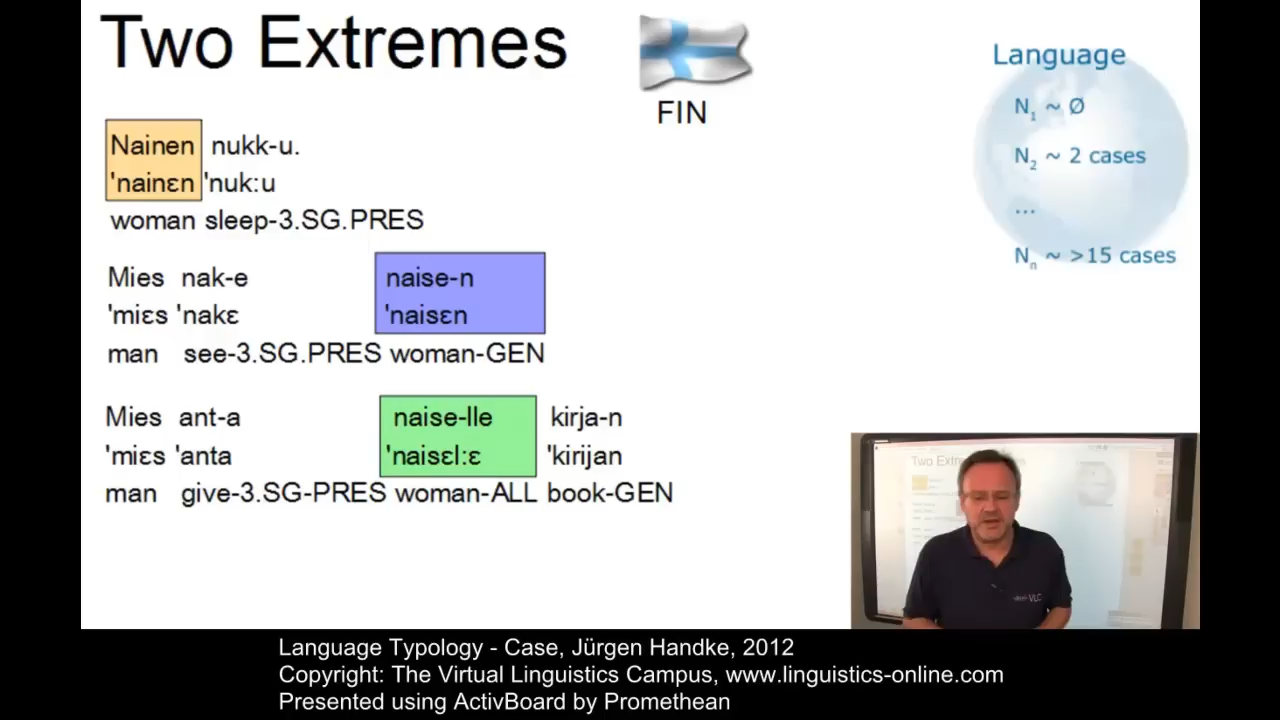 Two Extremes
FIN
Language
N1 ~ Ø
N2 ~ 2 cases
...
Nn ~ >15 cases
Nainen nukk-u.
'nainɛn 'nuk:u
woman sleep-3.SG.PRES
Mies nak-e naise-n
'miɛs 'nakɛ 'naisɛn
man see-3.SG.PRES woman-GEN
Mies ant-a naise-lle kirja-n
'miɛs 'anta 'naisɛl:ɛ 'kirijan
man give-3.SG-PRES woman-ALL book-GEN
Two Extremes
VLC
Language Typology - Case, Jürgen Handke, 2012
Copyright: The Virtual Linguistics Campus, www.linguistics-online.com
Presented using ActivBoard by Promethean